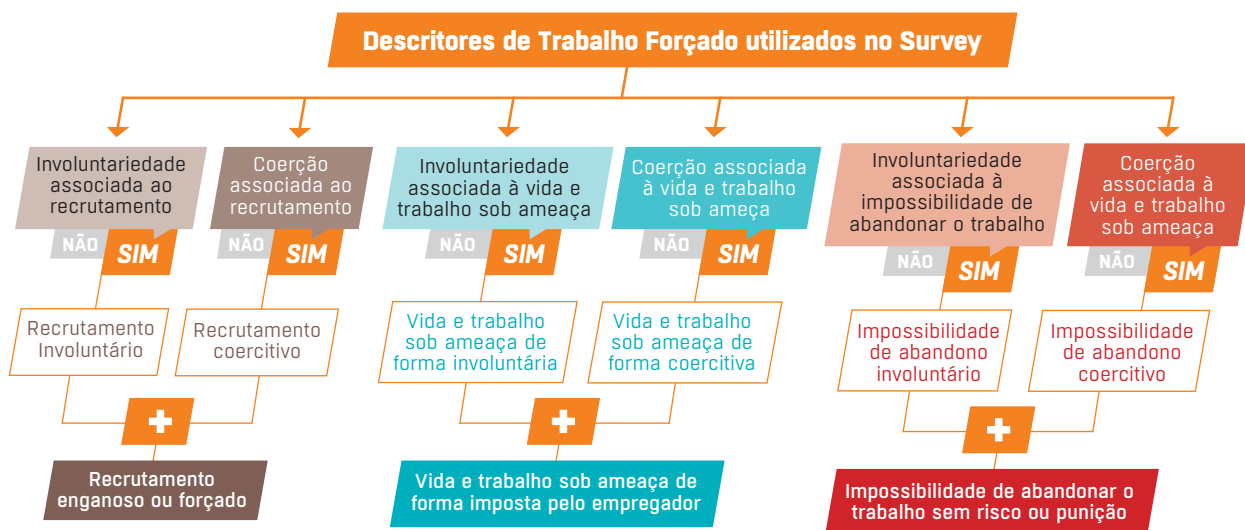 Descritores de Trabalho Forçado utilizados no Survey
Involuntariedade
associada ao
recrutamento
NÃO
SIM
Coerção
associada ao
recrutamento
NÃO
SIM
Involuntariedade
associada à vida e
trabalho sob ameaça
NÃO
SIM
Coerção associada
à vida e trabalho
sob ameça
NÃO
SIM
Involuntariedade
associada à
impossibilidade de
abandonar o trabalho
NÃO
SIM
Coerção
associada à
vida e trabalho
sob ameaça
NÃO
SIM
Recrutamento
Involuntário
Recrutamento
coercitivo
Vida e trabalho
sob ameaça de
forma involuntária
Vida e trabalho
sob ameaça de
forma coercitiva
Impossibilidade
de abandono
involuntário
Impossibilidade
de abandono
coercitivo
+
+
+
Recrutamento
enganoso ou forçado
Vida e trabalho sob ameaça de
forma imposta pelo empregador
Impossibilidade de abandonar o
trabalho sem risco ou punição